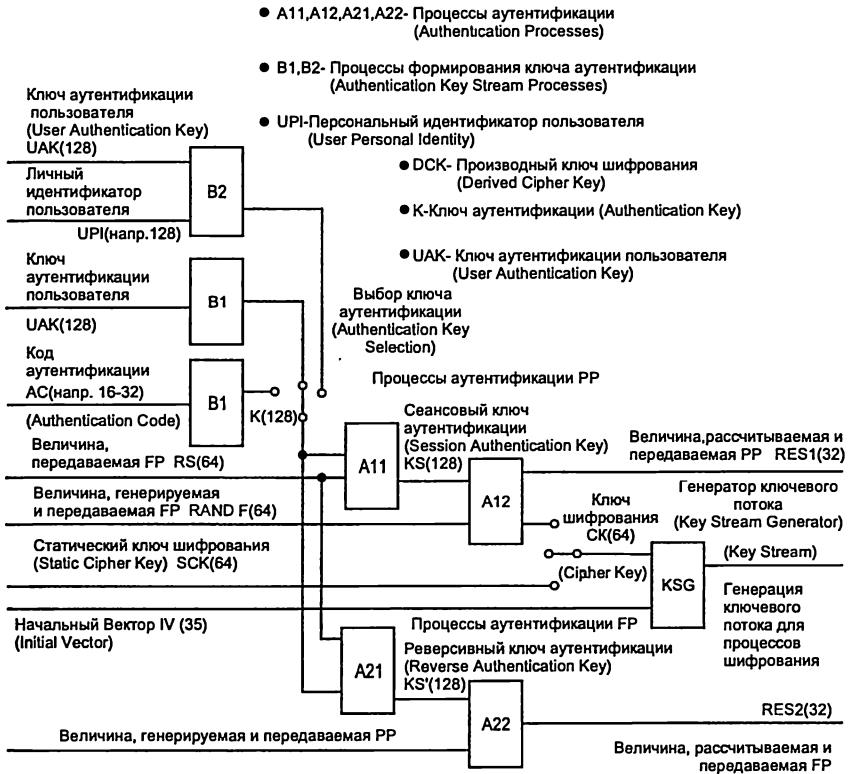 ● A11,A12,A21,A22- Процессы аутентификации
(Authentication Processes)
● B1,B2- Процессы формирования ключа аутентификации
(Authentication Key Stream Processes)
● UPI-Персональный идентификатор пользователя
(User Personal Identity)
● DCK- Производный ключ шифрования
(Derived Cipher Key)
● K-Ключ аутентификации (Authentication Key)
● UAK- Ключ аутентификации пользователя
(User Authentication Key)
Ключ аутентификации
пользователя
(User Authentication Key)
UAK(128)
Личный
идентификатор
пользователя
UPI(напр.128)
B2
Ключ
аутентификации
пользователя
UAK(128)
B1
Код
аутентификации
AC(напр. 16-32)
(Authentication Code)
B1
K(128)
Выбор ключа
аутентификации
(Authentication Key
Selection)
Процессы аутентификации PP
Величина,
передаваемая FP RS(64)
A11
Сеансовый ключ
аутентификации
(Session Authentication Key)
KS(128)
A12
Величина,рассчитываемая и
передаваемая PP RES1(32)
Величина, генерируемая
и передаваемая FP RAND F(64)
Статический ключ шифрования
(Static Cipher Key) SCK(64)
Ключ
шифрования
CK(64)
(Cipher Key)
Генератор ключевого
потока
(Key Stream Generator)
KSG
(Key Stream)
Генерация
ключевого
потока для
процессов
шифрования
Начальный Вектор IV (35)
(Initial Vector)
Процессы аутентификации FP
A21
Реверсивный ключ аутентификации
(Reverse Authentication Key)
KS'(128)
A22
RES2(32)
Величина, генерируемая и передаваемая PP
Величина, рассчитываемая и
передаваемая FP